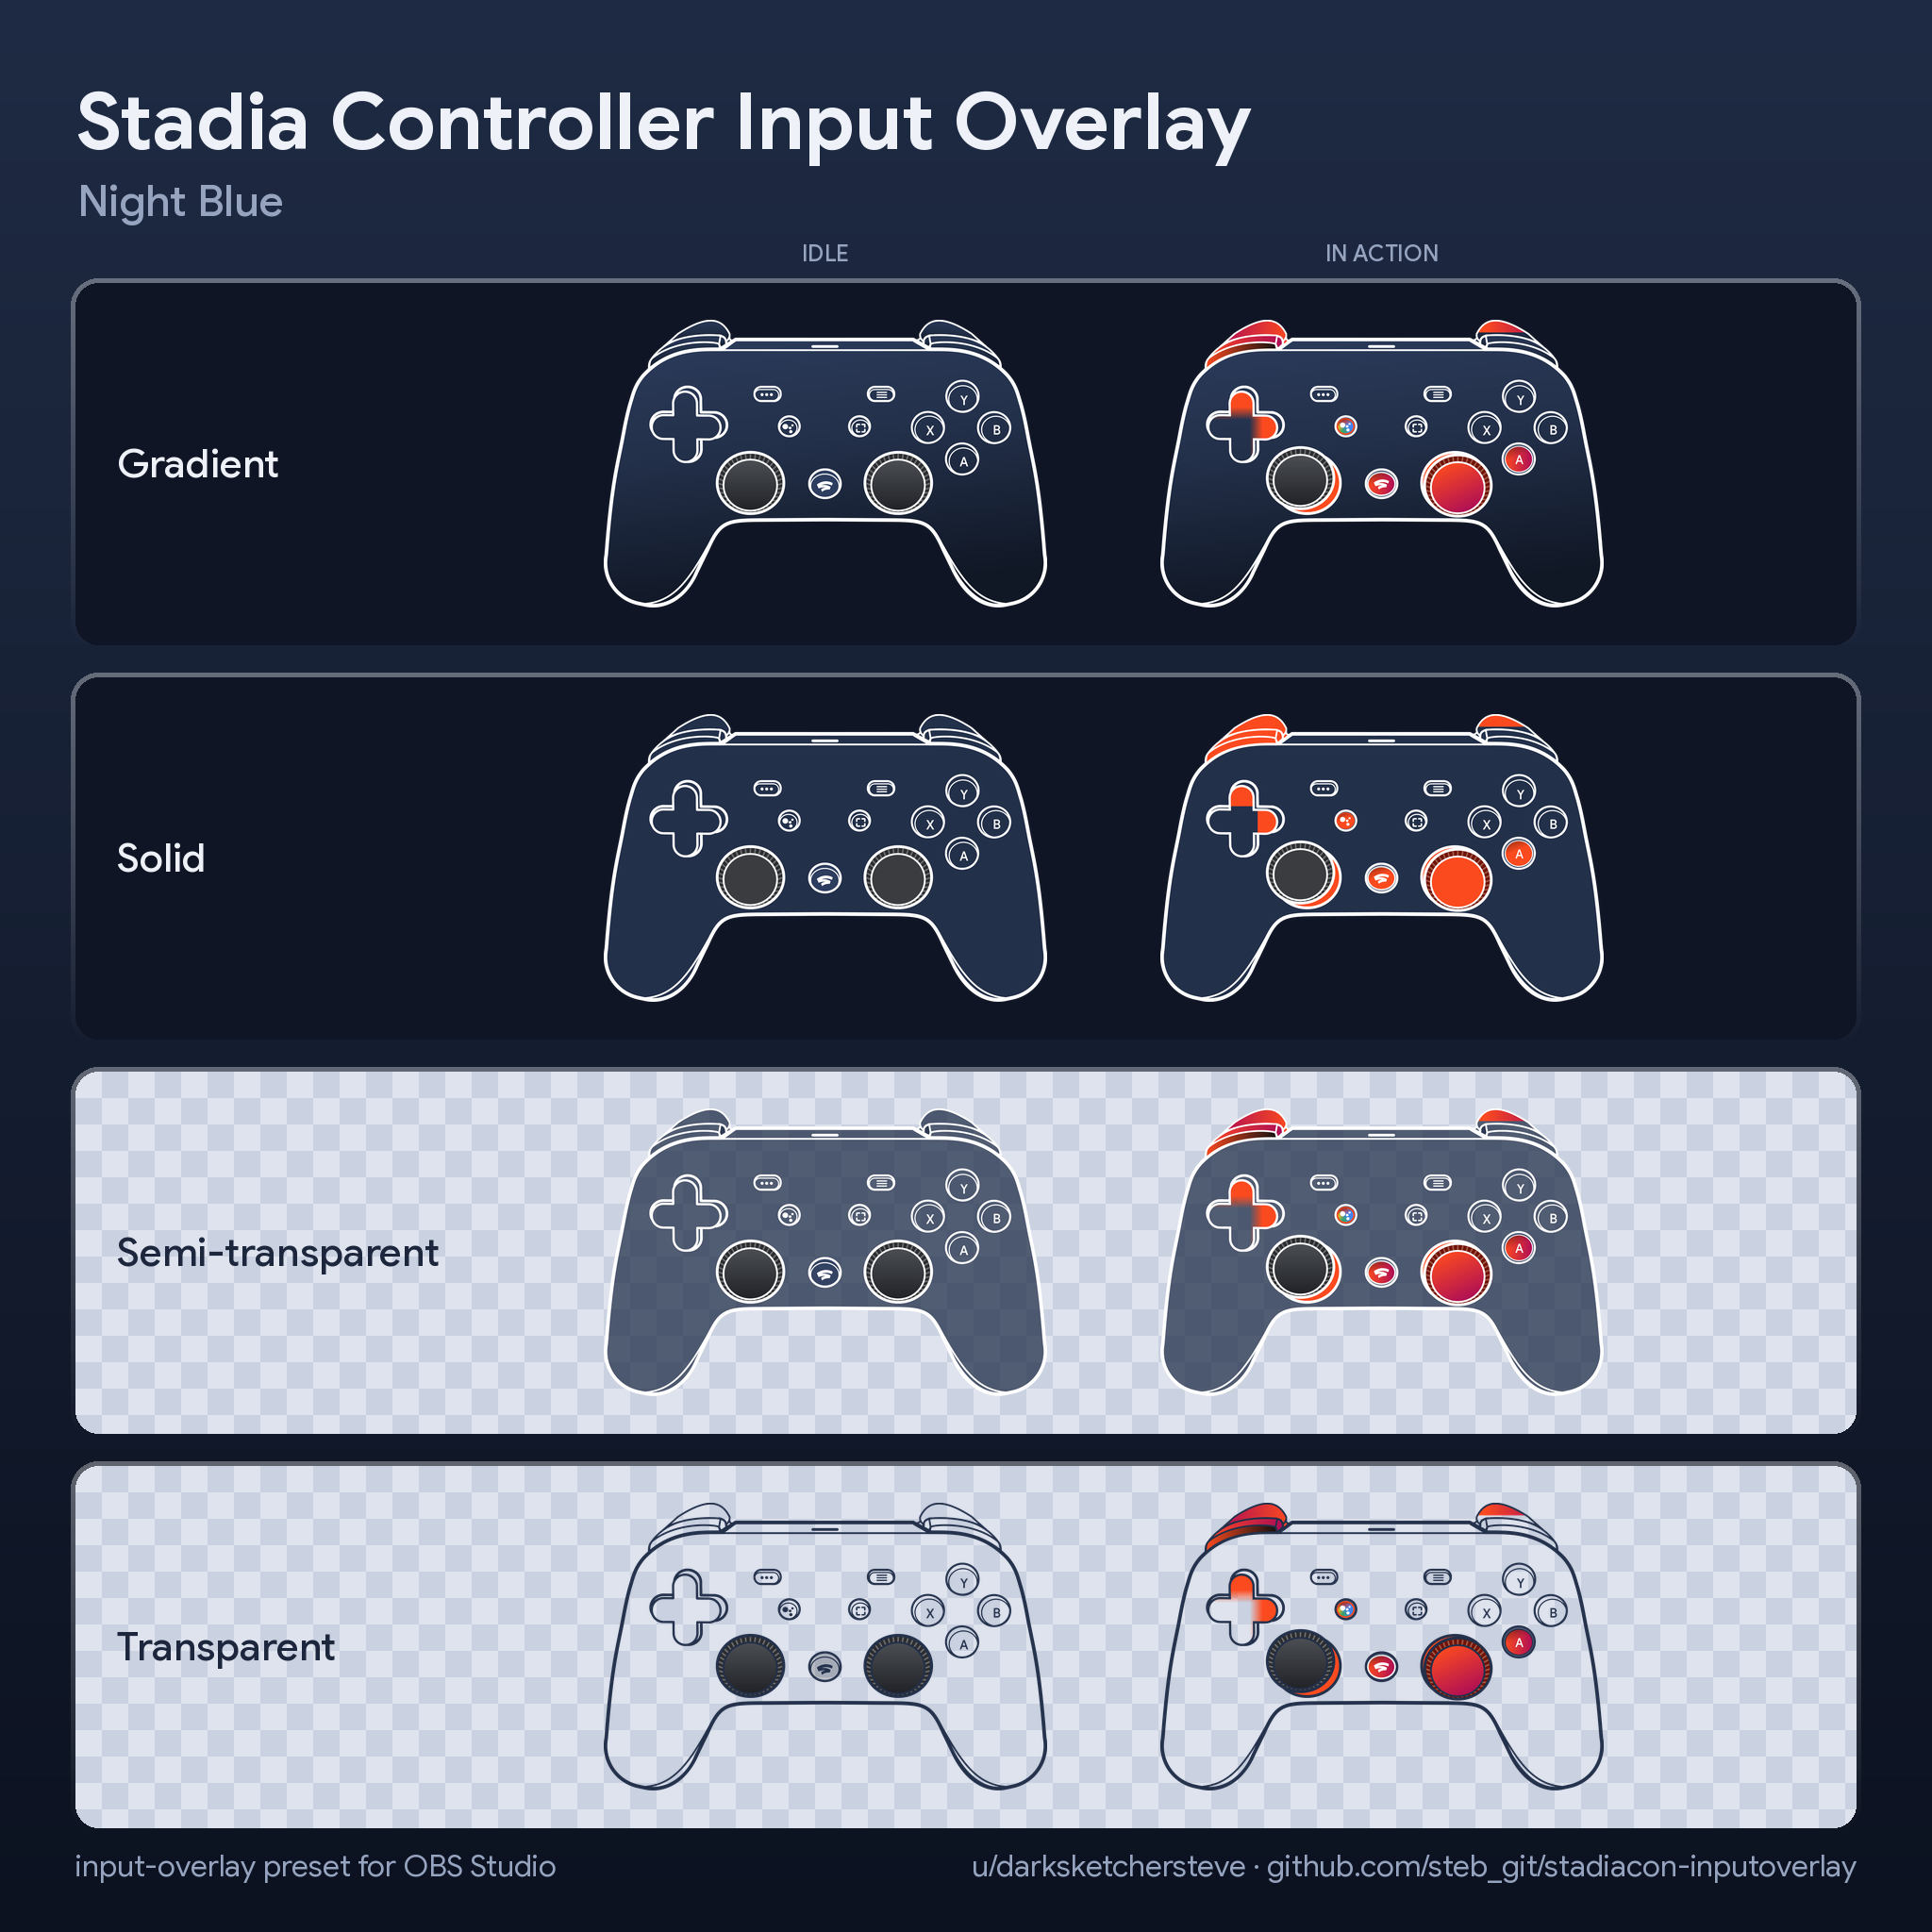 Stadia Controller Input Overlay
Night Blue
IDLE IN ACTION
Gradient
Y
X B
A
Y
X B
A
Solid
Y
X B
A
Y
X B
A
Semi-transparent
Y
X B
A
Y
X B
A
Transparent
Y
X B
A
Y
X B
A
input-overlay preset for OBS Studio
u/darksketchersteve · github.com/steb_git/stadiacon-inputoverlay